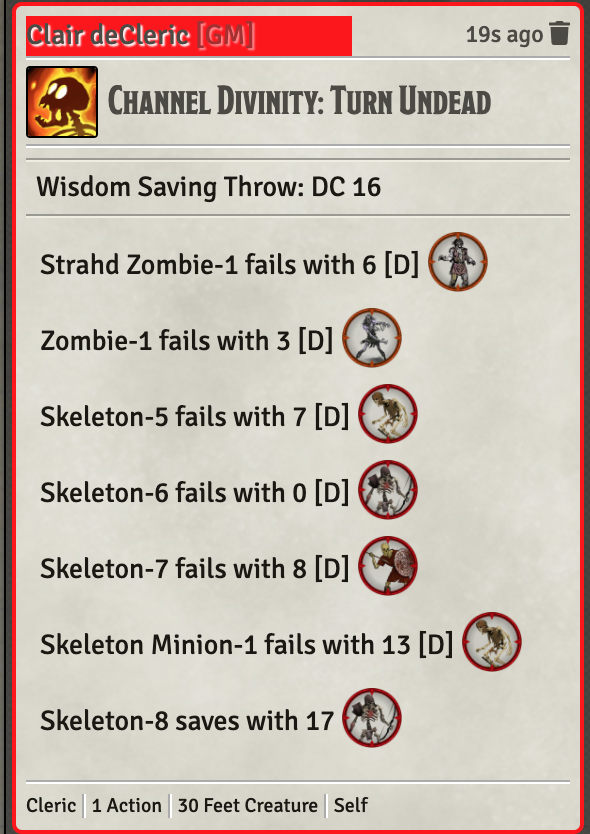 Clair deCleric [GM]
19s ago
Channel Divinity: Turn Undead
Wisdom Saving Throw: DC 16
Strahd Zombie-1 fails with 6 [D]
Zombie-1 fails with 3 [D]
Skeleton-5 fails with 7 [D]
Skeleton-6 fails with 0 [D]
Skeleton-7 fails with 8 [D]
Skeleton Minion-1 fails with 13 [D]
Skeleton-8 saves with 17
Cleric | 1 Action | 30 Feet Creature | Self